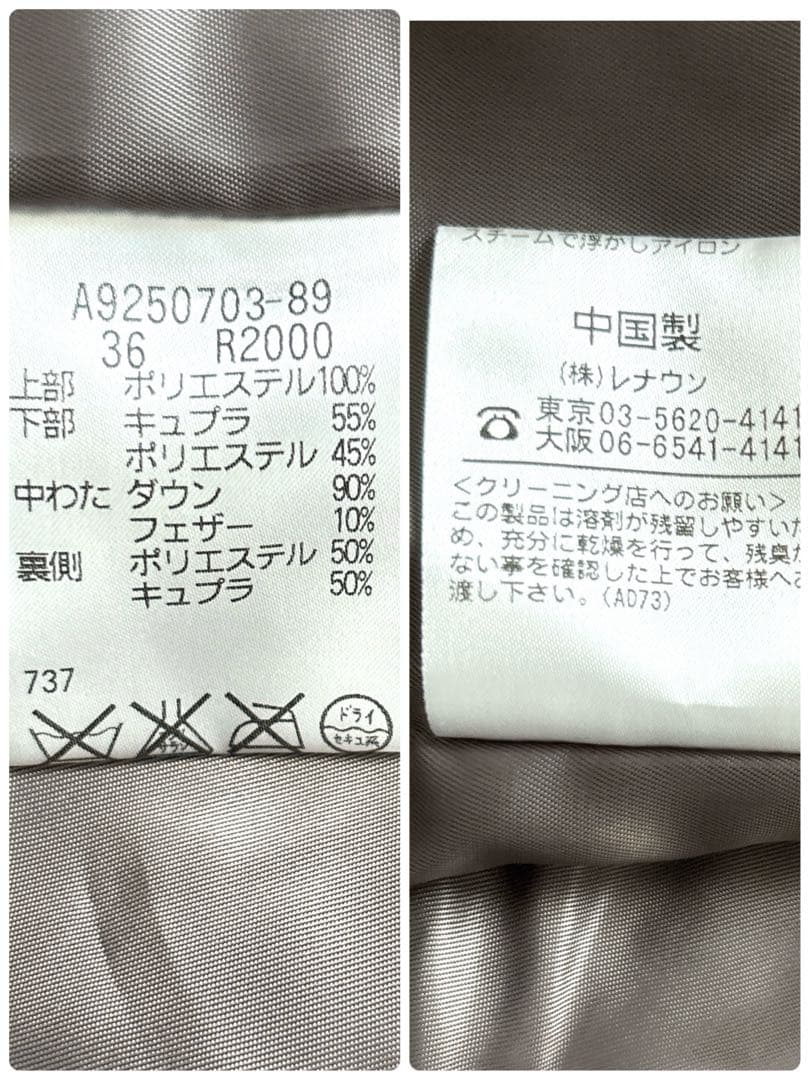 A9250703-89
36 R2000
上部 ポリエステル100%
下部 キュプラ 55%
ポリエステル 45%
中わた ダウン 90%
フェザー 10%
裏側 ポリエステル 50%
キュプラ 50%
737
サラシ
ドライ
セキユ系
スチームで浮かしアイロン
中国製
(株)レナウン
東京03-5620-4141
大阪06-6541-4141
<クリーニング店へのお願い>
この製品は溶剤が残留しやすいた
め、充分に乾燥を行って、残臭が
ない事を確認した上でお客様へお
渡し下さい。(AD73)